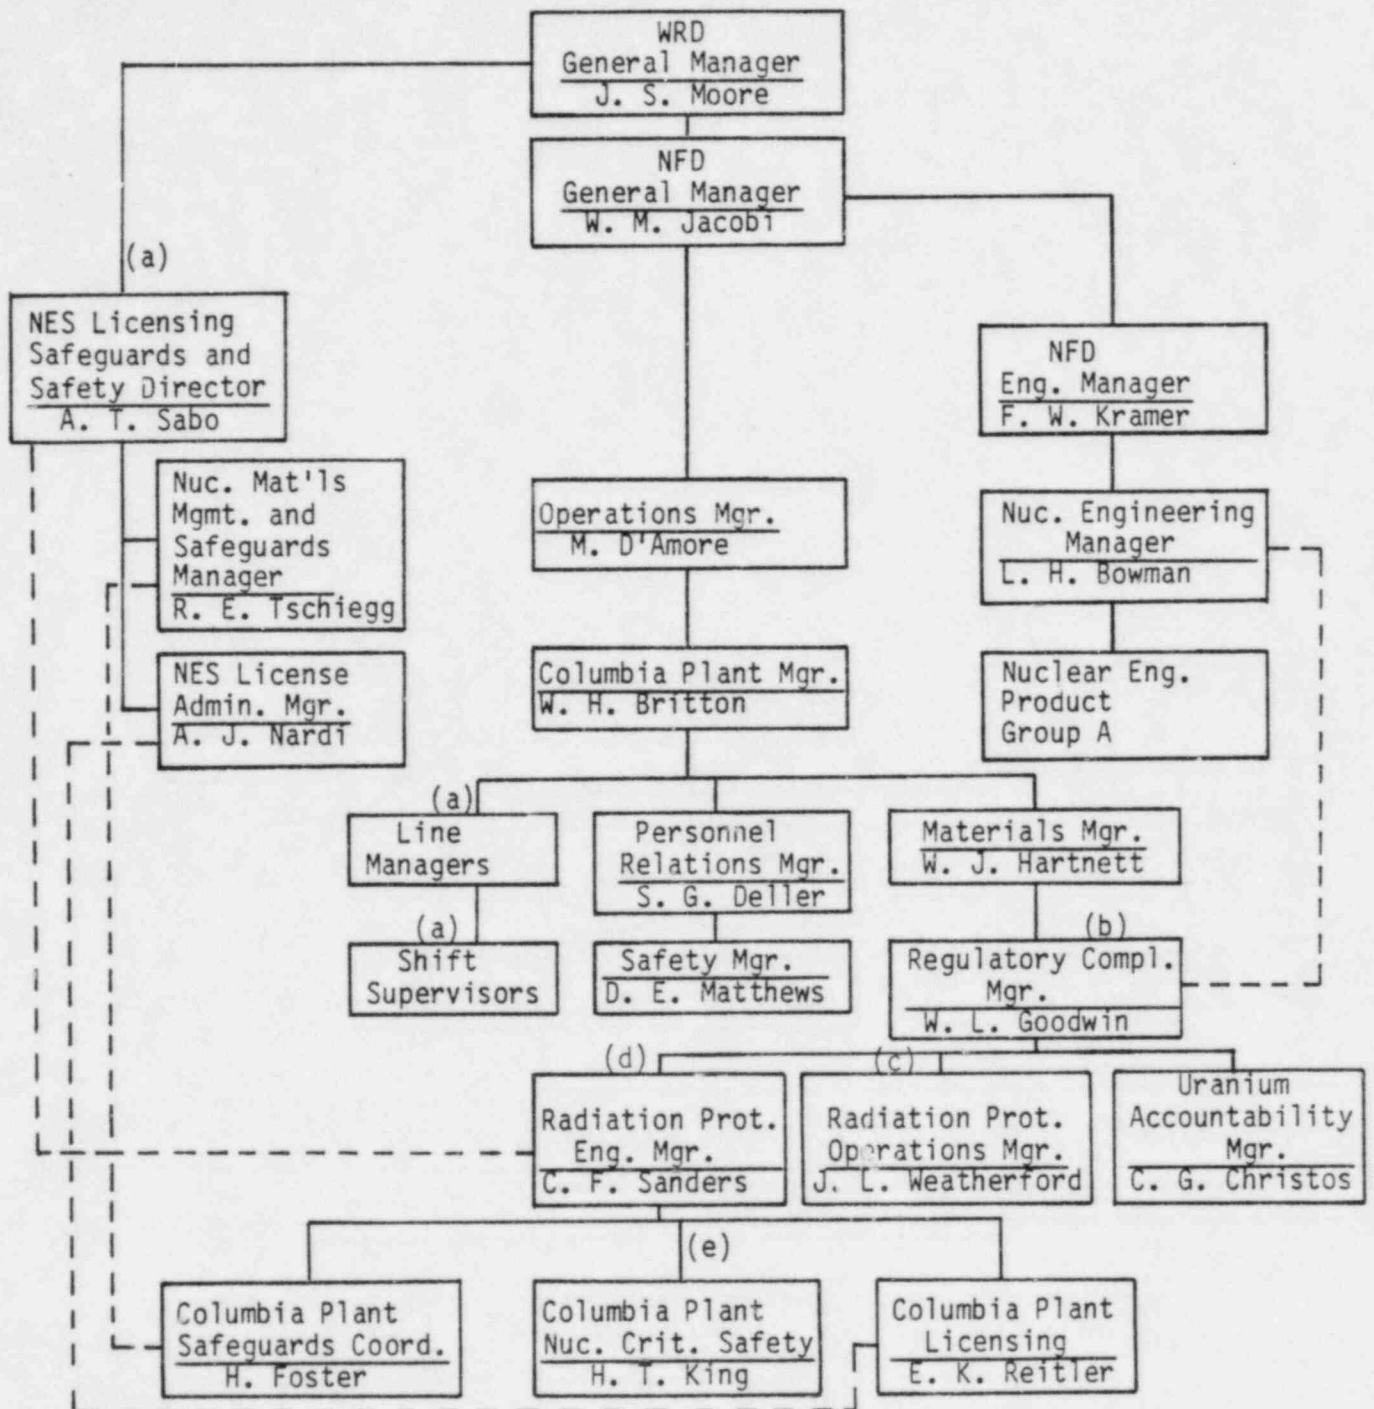 WRD
General Manager
J. S. Moore
NFD
General Manager
W. M. Jacobi
(a)
NES Licensing
Safeguards and
Safety Director
A. T. Sabo
NFD
Eng. Manager
F. W. Kramer
Nuc. Mat'ls
Mgmt. and
Safeguards
Manager
R. E. Tschiegg
Operations Mgr.
M. D'Amore
Nuc. Engineering
Manager
L. H. Bowman
NES License
Admin. Mgr.
A. J. Nardi
Columbia Plant Mgr.
W. H. Britton
Nuclear Eng.
Product
Group A
(a)
Line
Managers
Personnel
Relations Mgr.
S. G. Deller
Materials Mgr.
W. J. Hartnett
(a)
Shift
Supervisors
Safety Mgr.
D. E. Matthews
(b)
Regulatory Compl.
Mgr.
W. L. Goodwin
(d)
Radiation Prot.
Eng. Mgr.
C. F. Sanders
(c)
Radiation Prot.
Operations Mgr.
J. L. Weatherford
Uranium
Accountability
Mgr.
C. G. Christos
(e)
Columbia Plant
Safeguards Coord.
H. Foster
Columbia Plant
Nuc. Crit. Safety
H. T. King
Columbia Plant
Licensing
E. K. Reitler